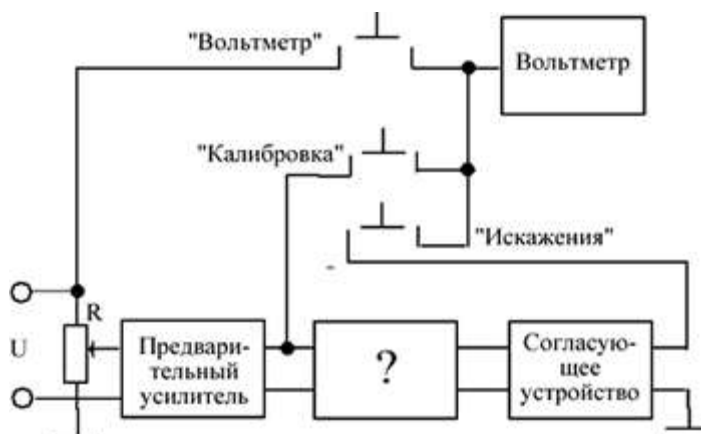 "Вольтметр"
Вольтметр
"Калибровка"
"Искажения"
R
U
Предвари-
тельный
усилитель
?
Согласую-
щее
устройство